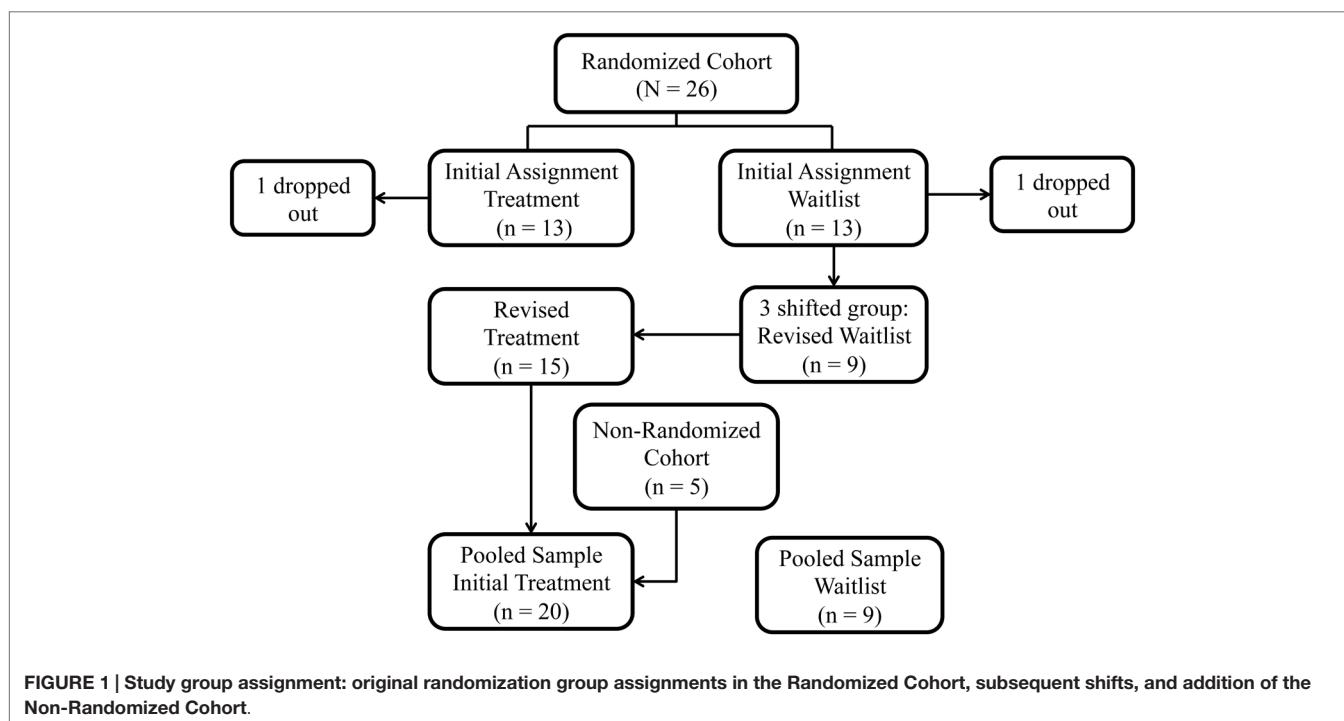 Randomized Cohort
(N = 26)
Initial Assignment
Treatment
(n = 13)
Initial Assignment
Waitlist
(n = 13)
1 dropped
out
1 dropped
out
Revised
Treatment
(n = 15)
3 shifted group:
Revised Waitlist
(n = 9)
Non-Randomized
Cohort
(n = 5)
Pooled Sample
Initial Treatment
(n = 20)
Pooled Sample
Waitlist
(n = 9)
FIGURE 1 | Study group assignment: original randomization group assignments in the Randomized Cohort, subsequent shifts, and addition of the
Non-Randomized Cohort.